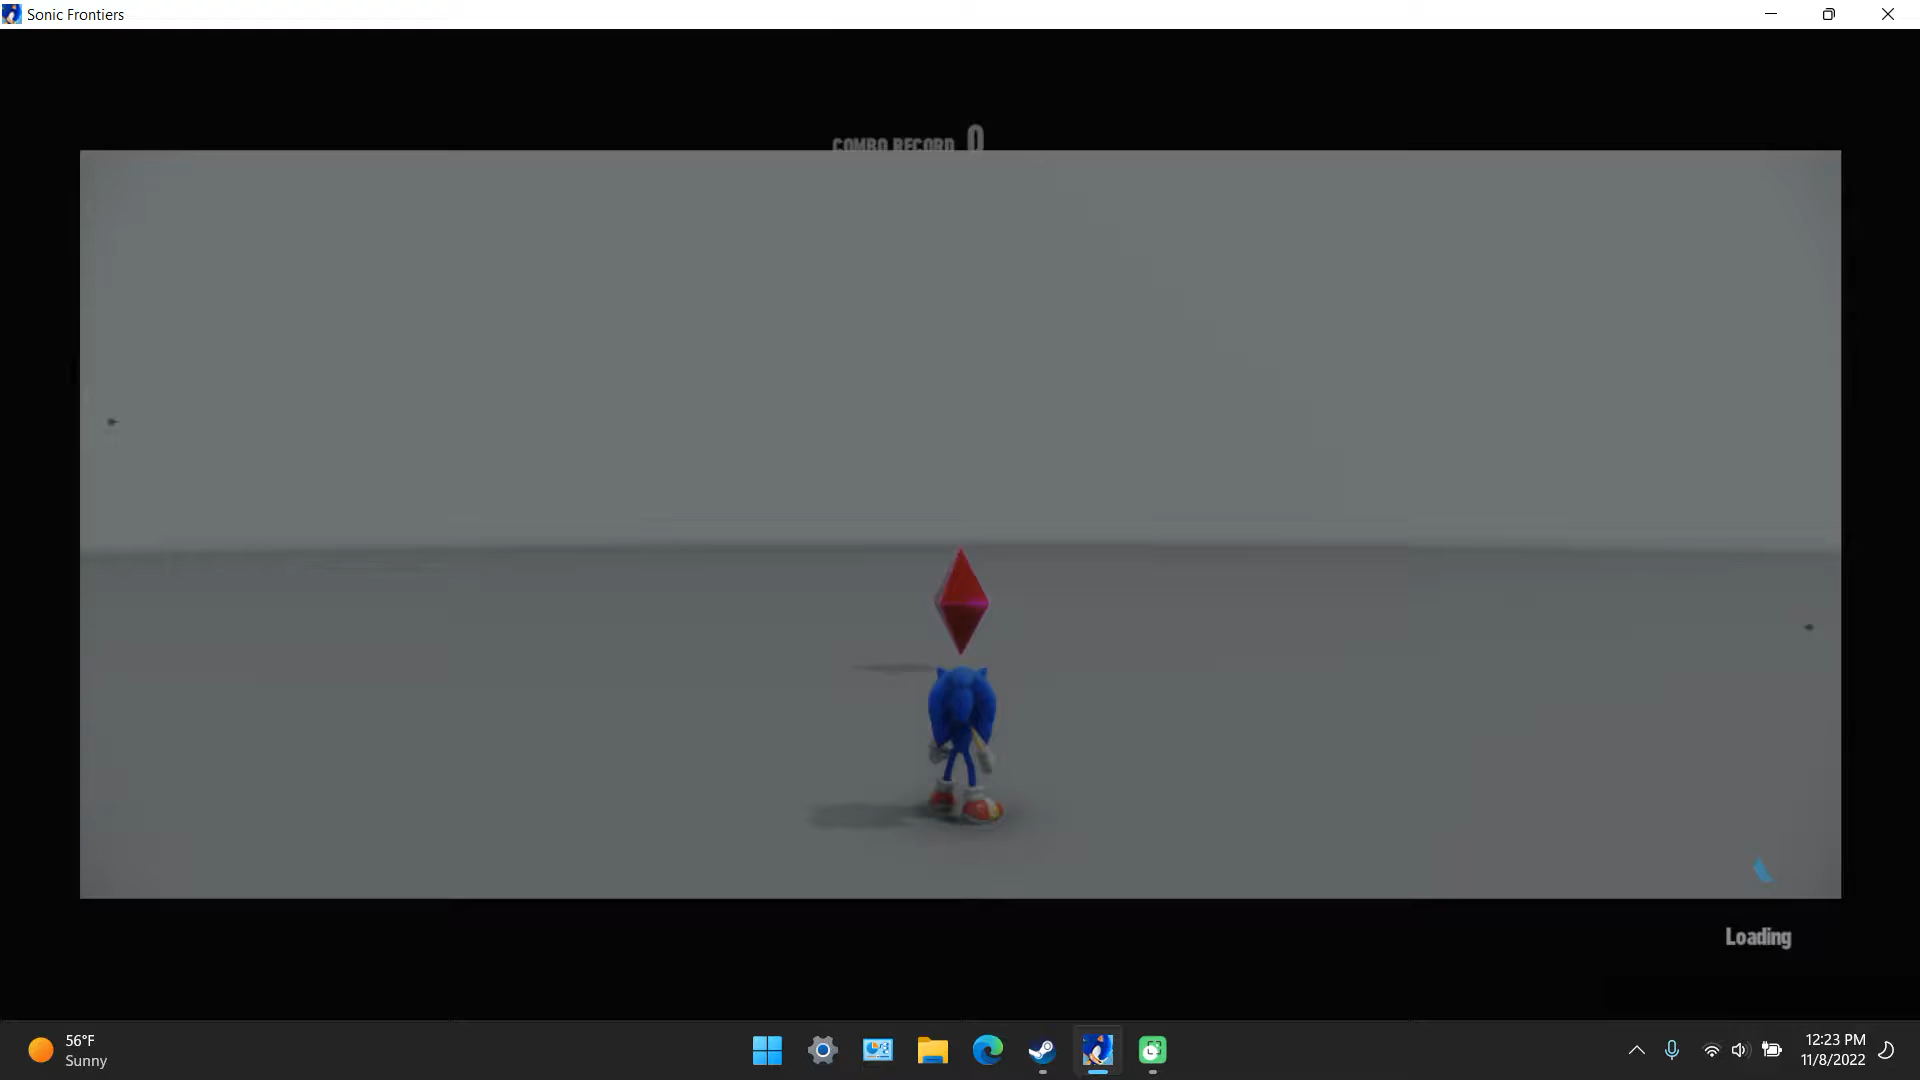 Sonic Frontiers
COMBO RECORD 0
Loading
56°F
Sunny
12:23 PM
11/8/2022